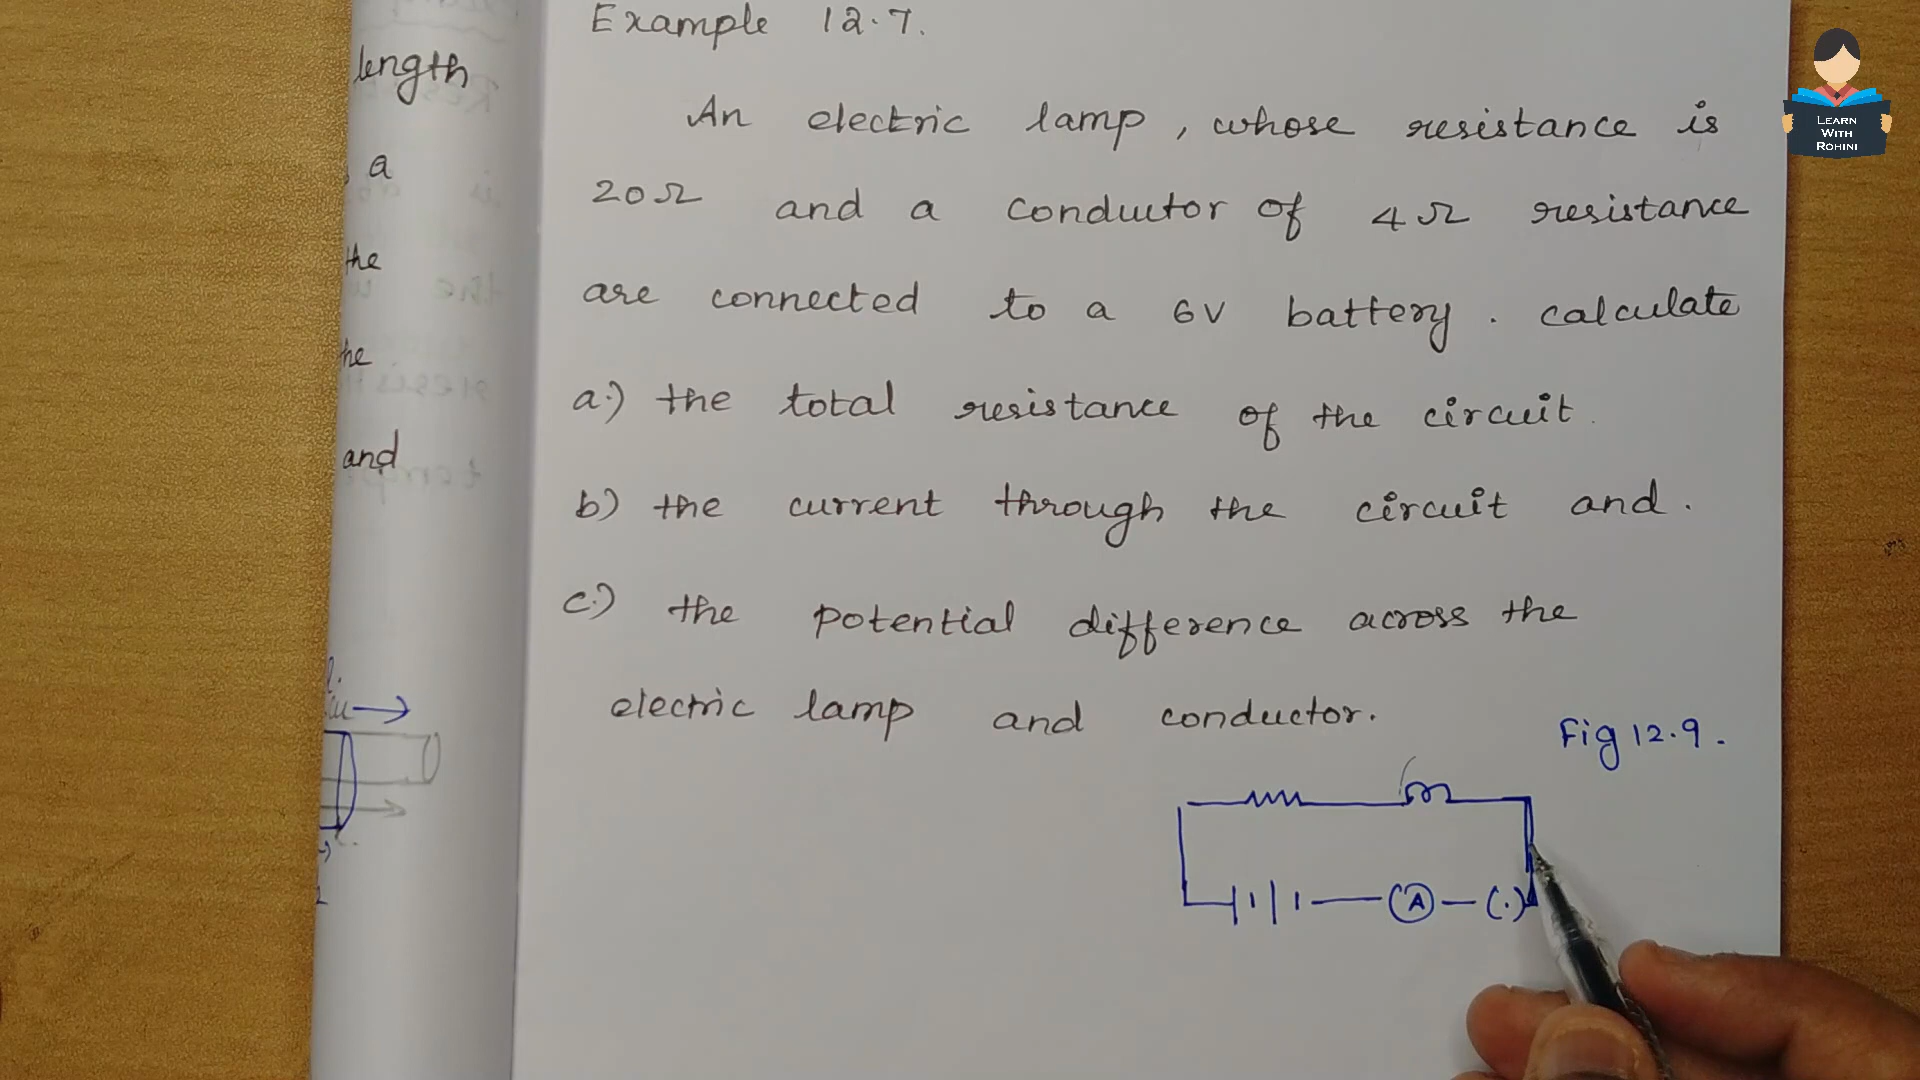 Example 12.7.
length
An electric lamp, whose resistance is
a
20Ω and a conductor of 4Ω resistance
the
are connected to a 6V battery. calculate
he
a.) the total resistance of the circuit.
and
b) the current through the circuit and.
c.) the potential difference across the
electric lamp and conductor.
Fig 12.9.
A
(.)
LEARN
WITH
ROHINI